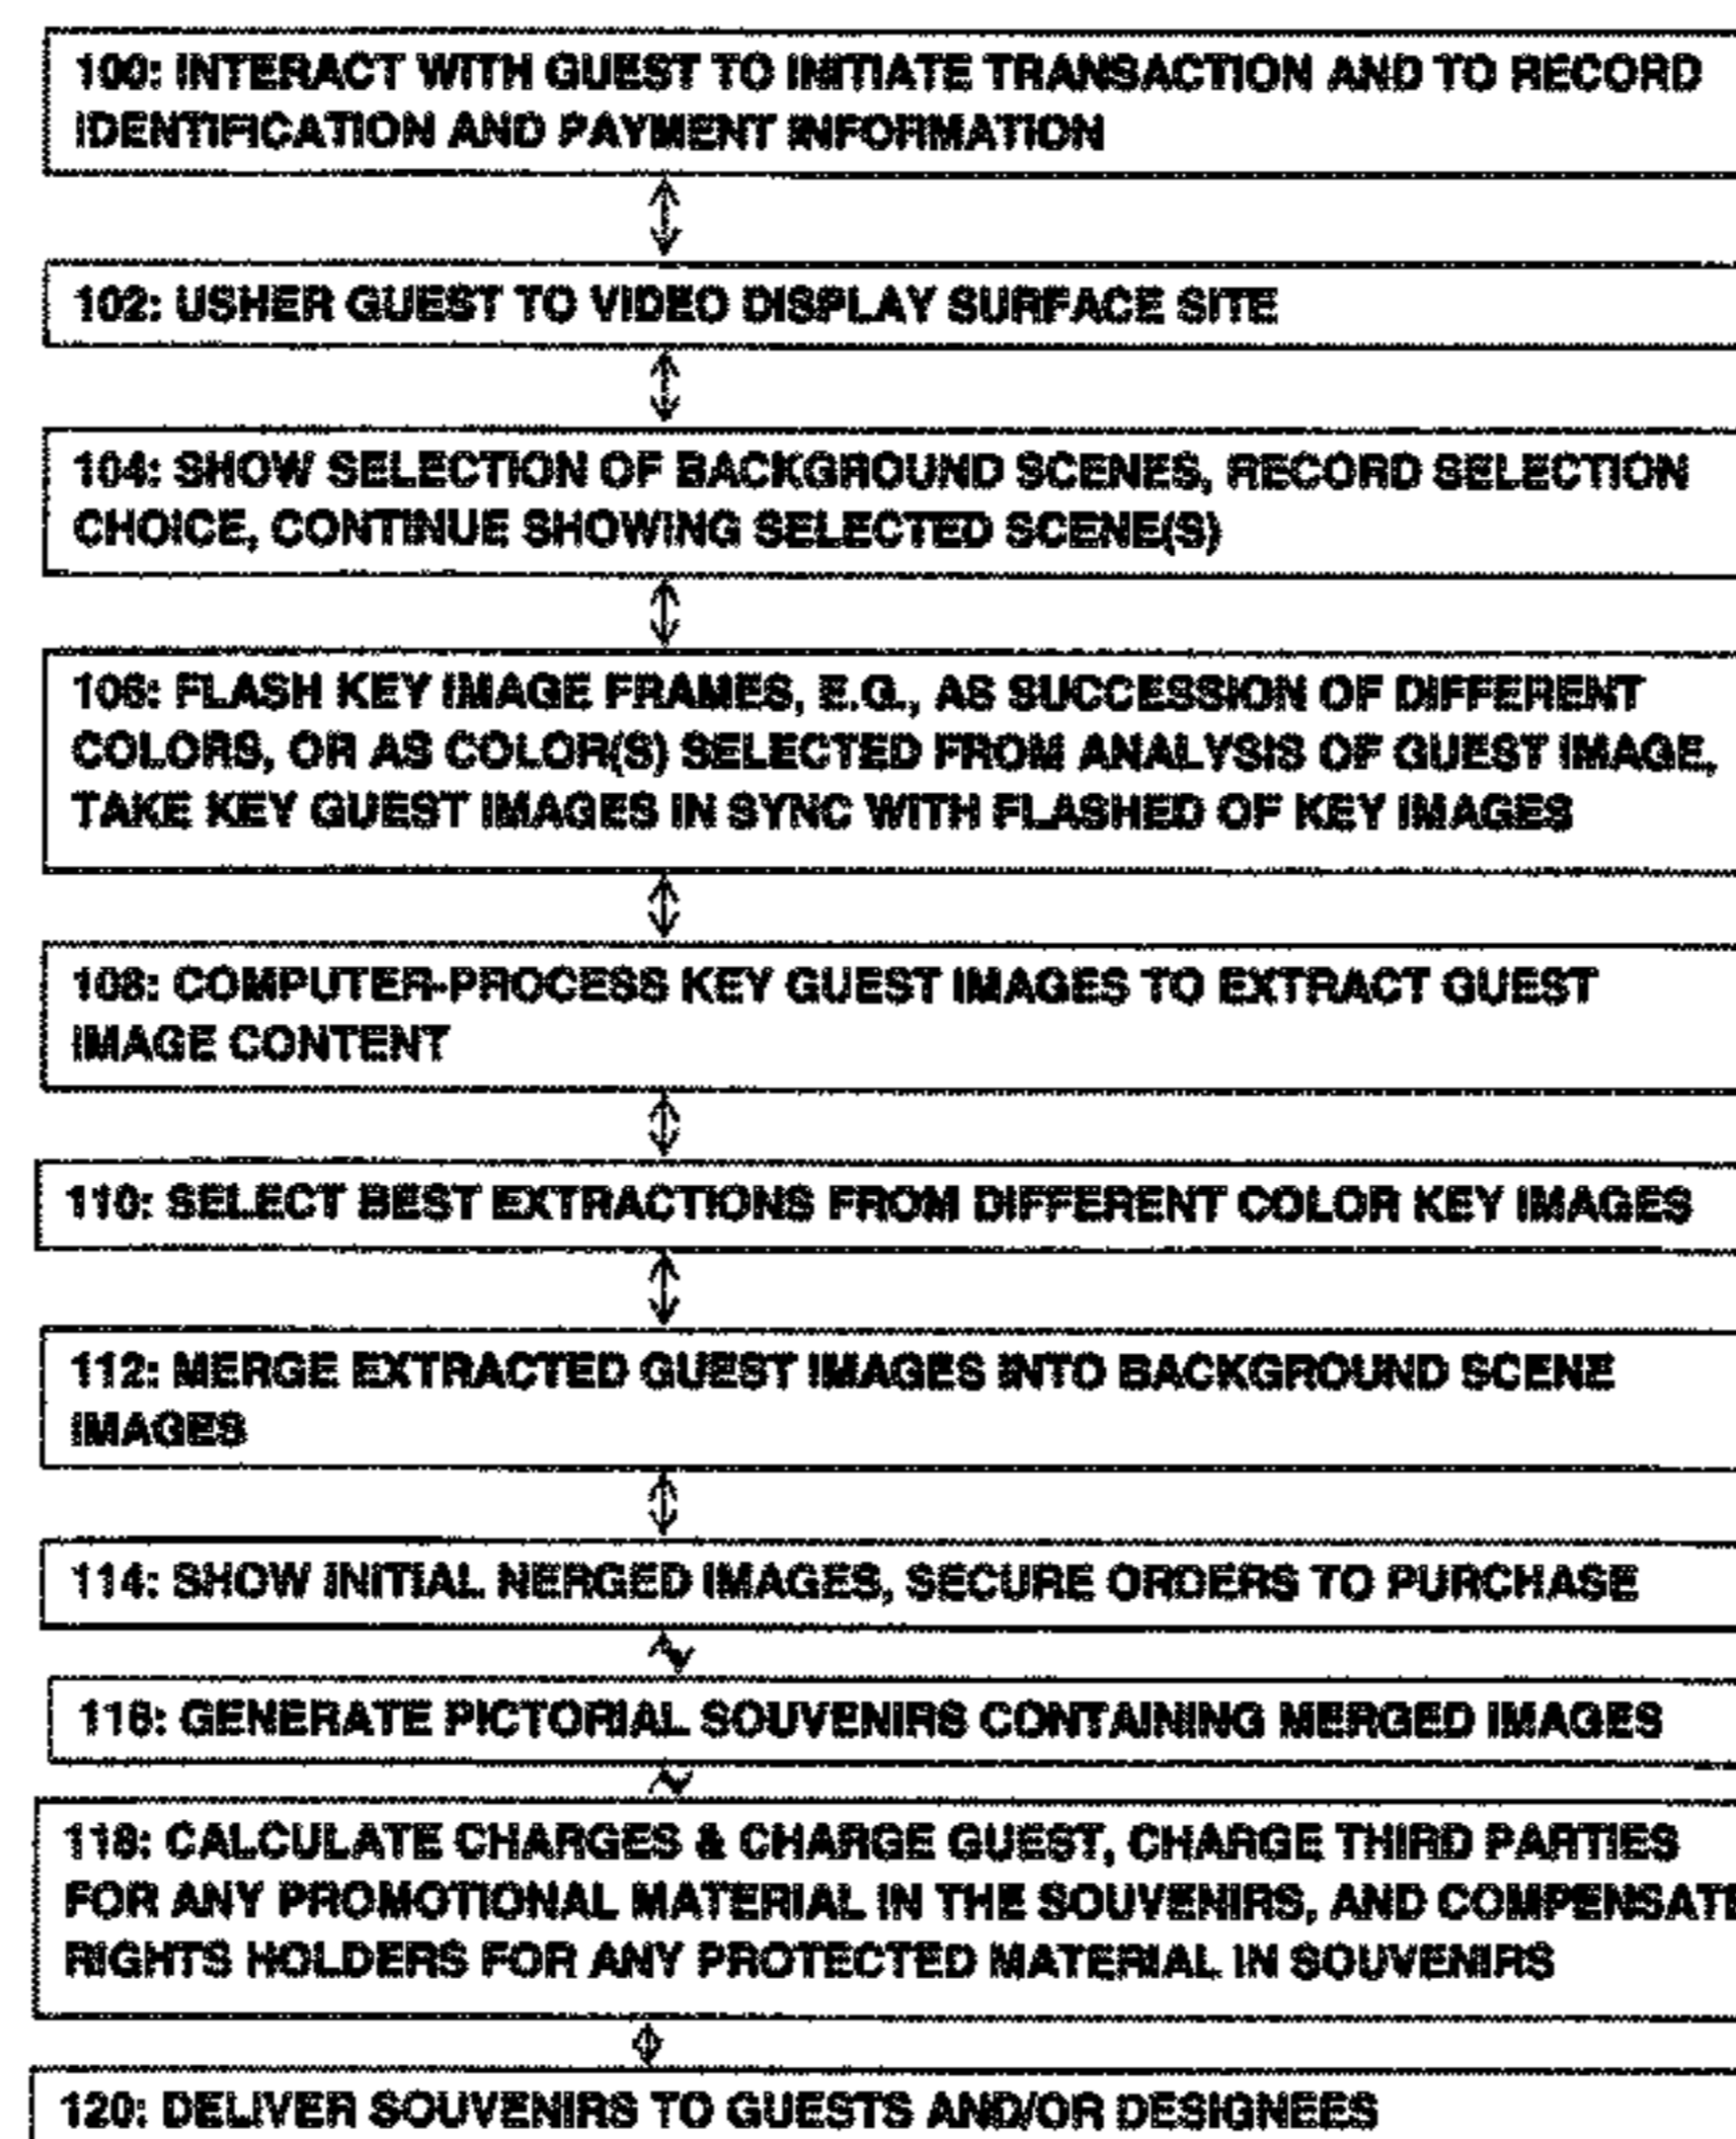 100: INTERACT WITH GUEST TO INITIATE TRANSACTION AND TO RECORD
IDENTIFICATION AND PAYMENT INFORMATION
102: USHER GUEST TO VIDEO DISPLAY SURFACE SITE
104: SHOW SELECTION OF BACKGROUND SCENES, RECORD SELECTION
CHOICE, CONTINUE SHOWING SELECTED SCENE(S)
106: FLASH KEY IMAGE FRAMES, E.G., AS SUCCESSION OF DIFFERENT
COLORS, OR AS COLOR(S) SELECTED FROM ANALYSIS OF GUEST IMAGE,
TAKE KEY GUEST IMAGES IN SYNC WITH FLASHED OF KEY IMAGES
108: COMPUTER-PROCESS KEY GUEST IMAGES TO EXTRACT GUEST
IMAGE CONTENT
110: SELECT BEST EXTRACTIONS FROM DIFFERENT COLOR KEY IMAGES
112: MERGE EXTRACTED GUEST IMAGES INTO BACKGROUND SCENE
IMAGES
114: SHOW INITIAL NERGED IMAGES, SECURE ORDERS TO PURCHASE
116: GENERATE PICTORIAL SOUVENIRS CONTAINING MERGED IMAGES
118: CALCULATE CHARGES & CHARGE GUEST, CHARGE THIRD PARTIES
FOR ANY PROMOTIONAL MATERIAL IN THE SOUVENIRS, AND COMPENSATE
RIGHTS HOLDERS FOR ANY PROTECTED MATERIAL IN SOUVENIRS
120: DELIVER SOUVENIRS TO GUESTS AND/OR DESIGNEES